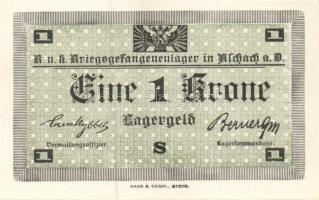 1 1
K. u. k. Kriegsgefangenenlager in Aschach a. D.
Eine 1 Krone
Lagergeld
Verwaltungsoffizier. Lagerkommandant.
1 S 1
HAAS & COMP., STEYR.